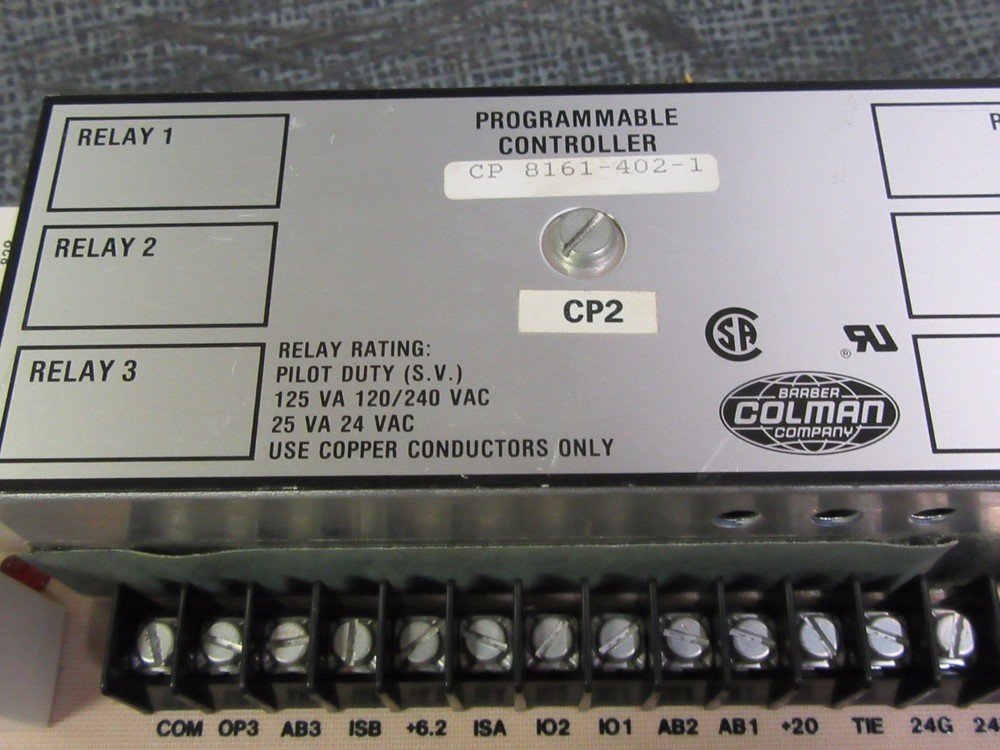 RELAY 1
PROGRAMMABLE
CONTROLLER
CP 8161-402-1
RELAY 2
CP2
RELAY 3
RELAY RATING:
PILOT DUTY (S.V.)
125 VA 120/240 VAC
25 VA 24 VAC
USE COPPER CONDUCTORS ONLY
SA
®
BARBER
COLMAN
COMPANY
COM OP3 AB3 ISB +6.2 ISA IO2 IO1 AB2 AB1 +20 TIE 24G